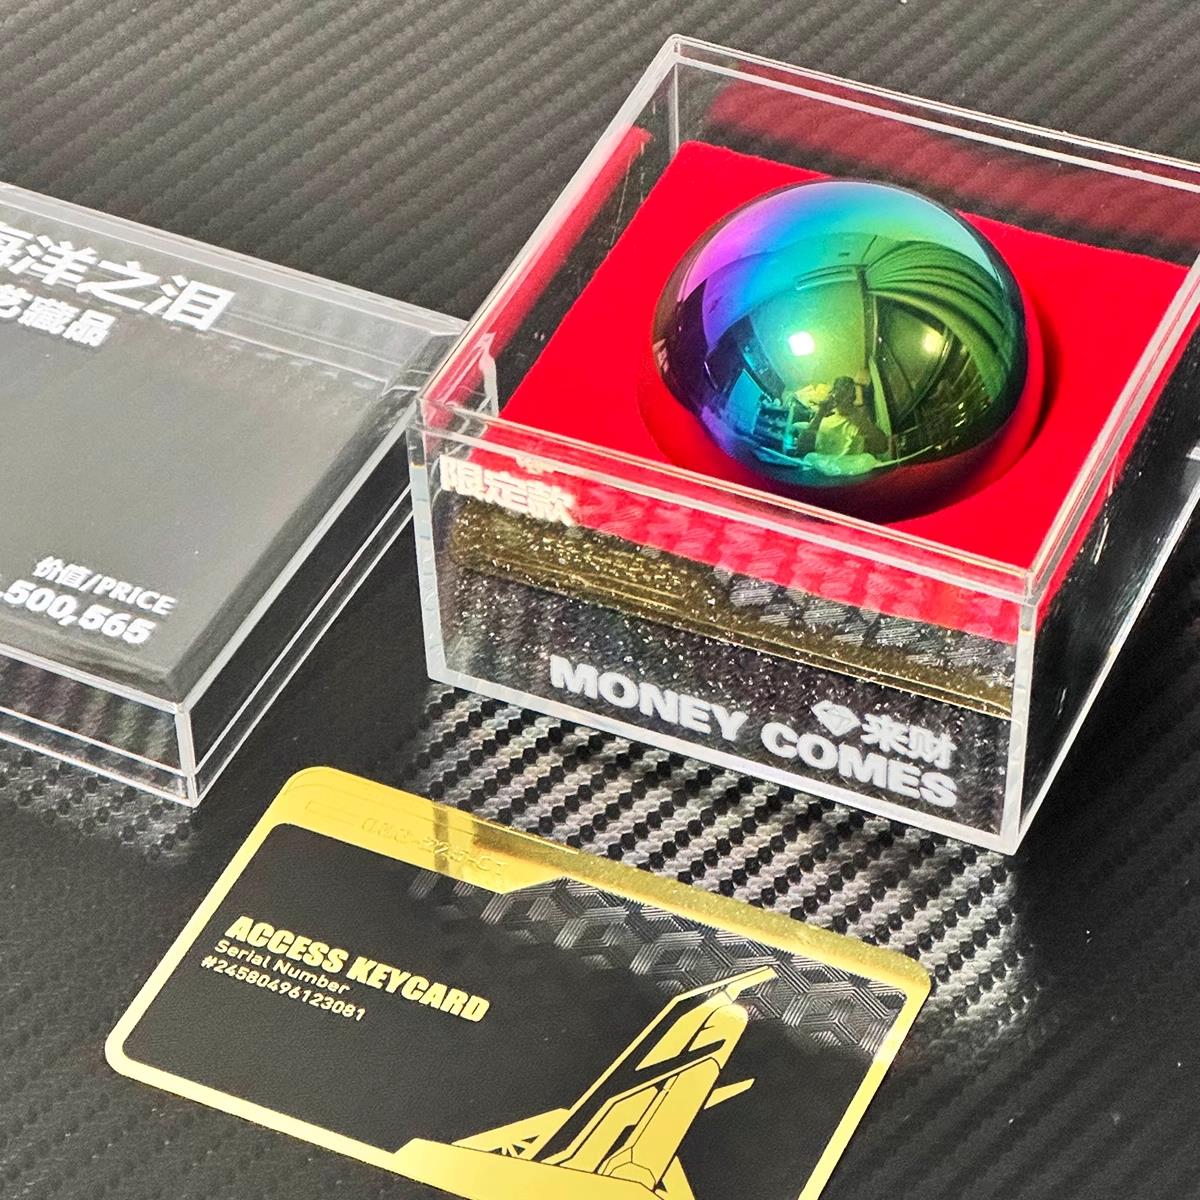 海洋之泪
藏品
价值/PRICE
500,565
限定款
来财
MONEY COMES
ACCESS KEYCARD
Serial Number
#24580496123081